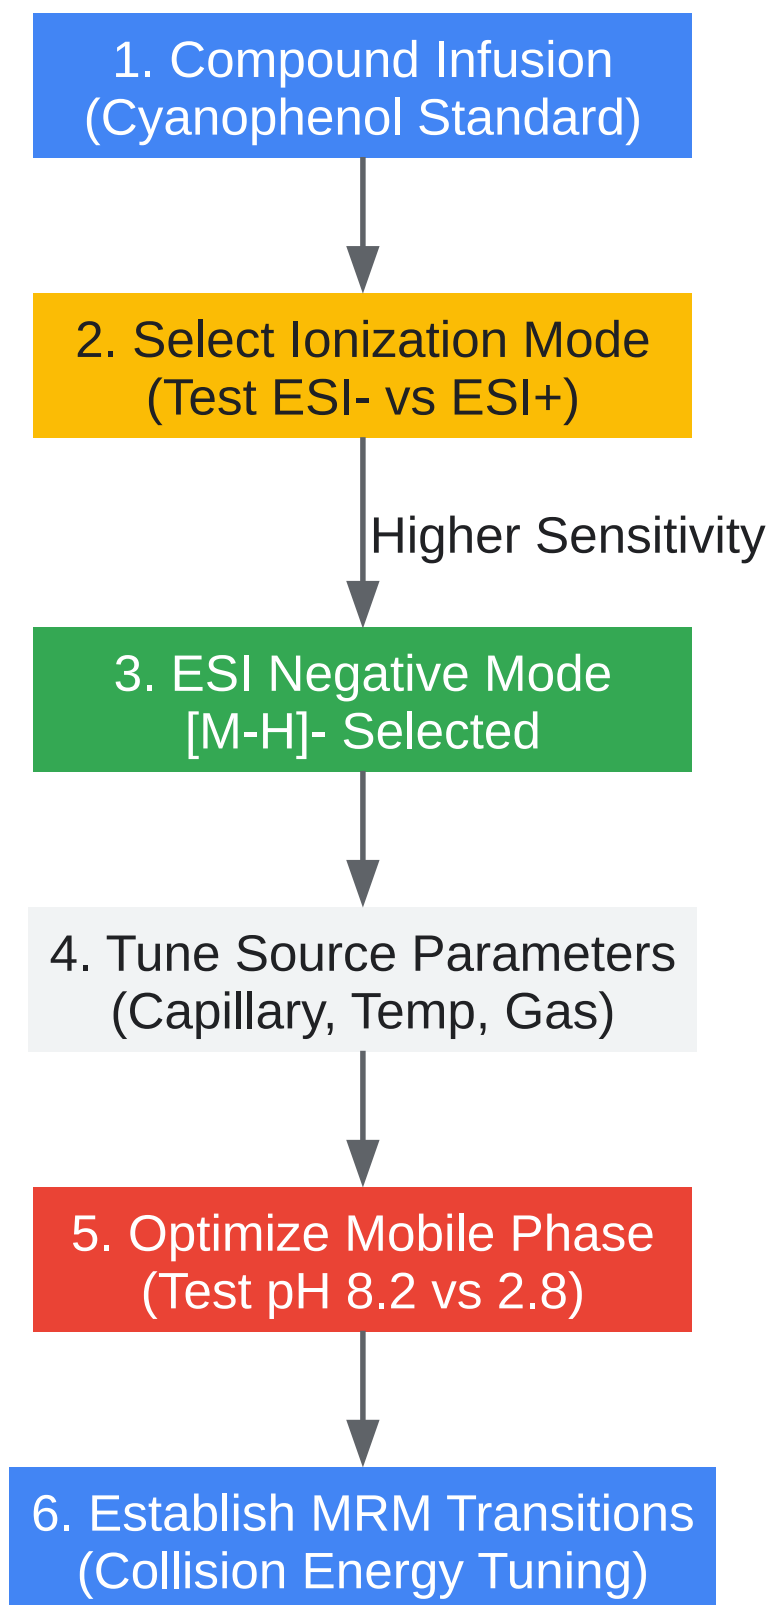 1. Compound Infusion
(Cyanophenol Standard)
2. Select Ionization Mode
(Test ESI- vs ESI+)
Higher Sensitivity
3. ESI Negative Mode
[M-H]- Selected
4. Tune Source Parameters
(Capillary, Temp, Gas)
5. Optimize Mobile Phase
(Test pH 8.2 vs 2.8)
6. Establish MRM Transitions
(Collision Energy Tuning)